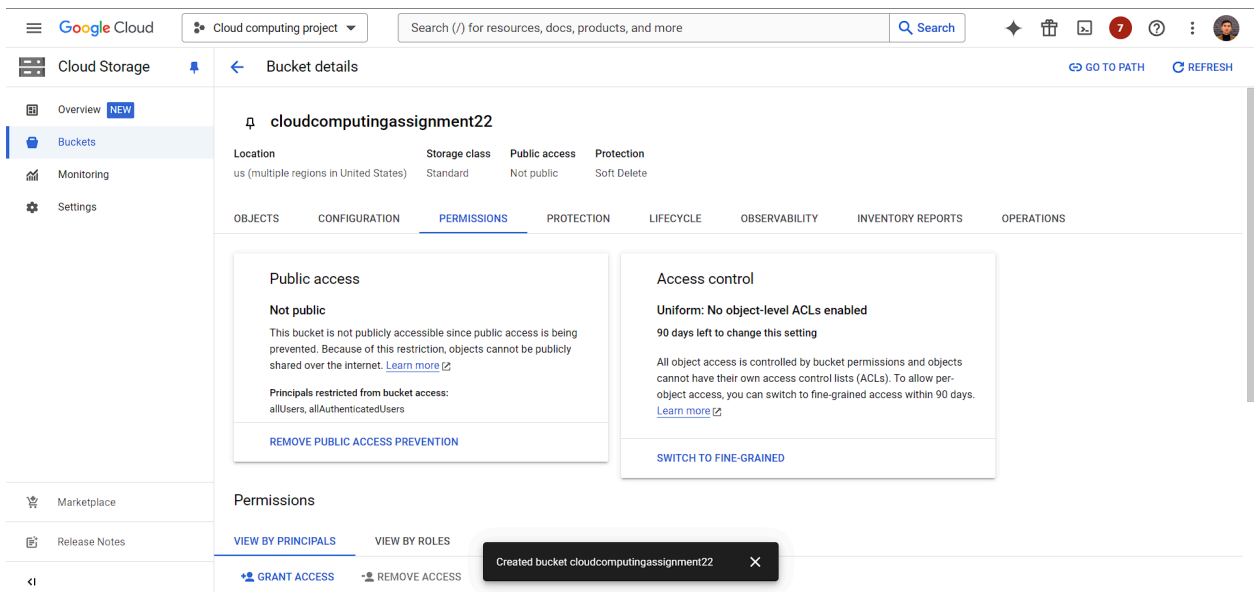 Google Cloud
Cloud computing project
Search (/) for resources, docs, products, and more
Search
7
Cloud Storage
Bucket details
GO TO PATH
REFRESH
Overview NEW
Buckets
Monitoring
Settings
Marketplace
Release Notes
cloudcomputingassignment22
Location Storage class Public access Protection
us (multiple regions in United States) Standard Not public Soft Delete
OBJECTS CONFIGURATION PERMISSIONS PROTECTION LIFECYCLE OBSERVABILITY INVENTORY REPORTS OPERATIONS
Public access
Not public
This bucket is not publicly accessible since public access is being
prevented. Because of this restriction, objects cannot be publicly
shared over the internet. Learn more
Principals restricted from bucket access:
allUsers, allAuthenticatedUsers
REMOVE PUBLIC ACCESS PREVENTION
Access control
Uniform: No object-level ACLs enabled
90 days left to change this setting
All object access is controlled by bucket permissions and objects
cannot have their own access control lists (ACLs). To allow per-
object access, you can switch to fine-grained access within 90 days.
Learn more
SWITCH TO FINE-GRAINED
Permissions
VIEW BY PRINCIPALS VIEW BY ROLES
GRANT ACCESS REMOVE ACCESS
Created bucket cloudcomputingassignment22